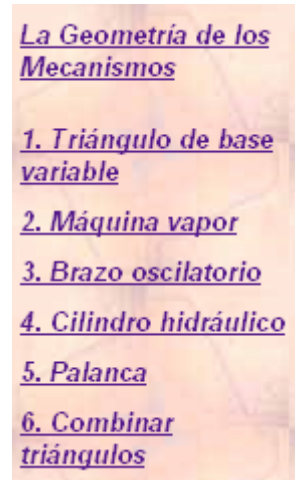 La Geometría de los
Mecanismos
1. Triángulo de base
variable
2. Máquina vapor
3. Brazo oscilatorio
4. Cilindro hidráulico
5. Palanca
6. Combinar
triángulos